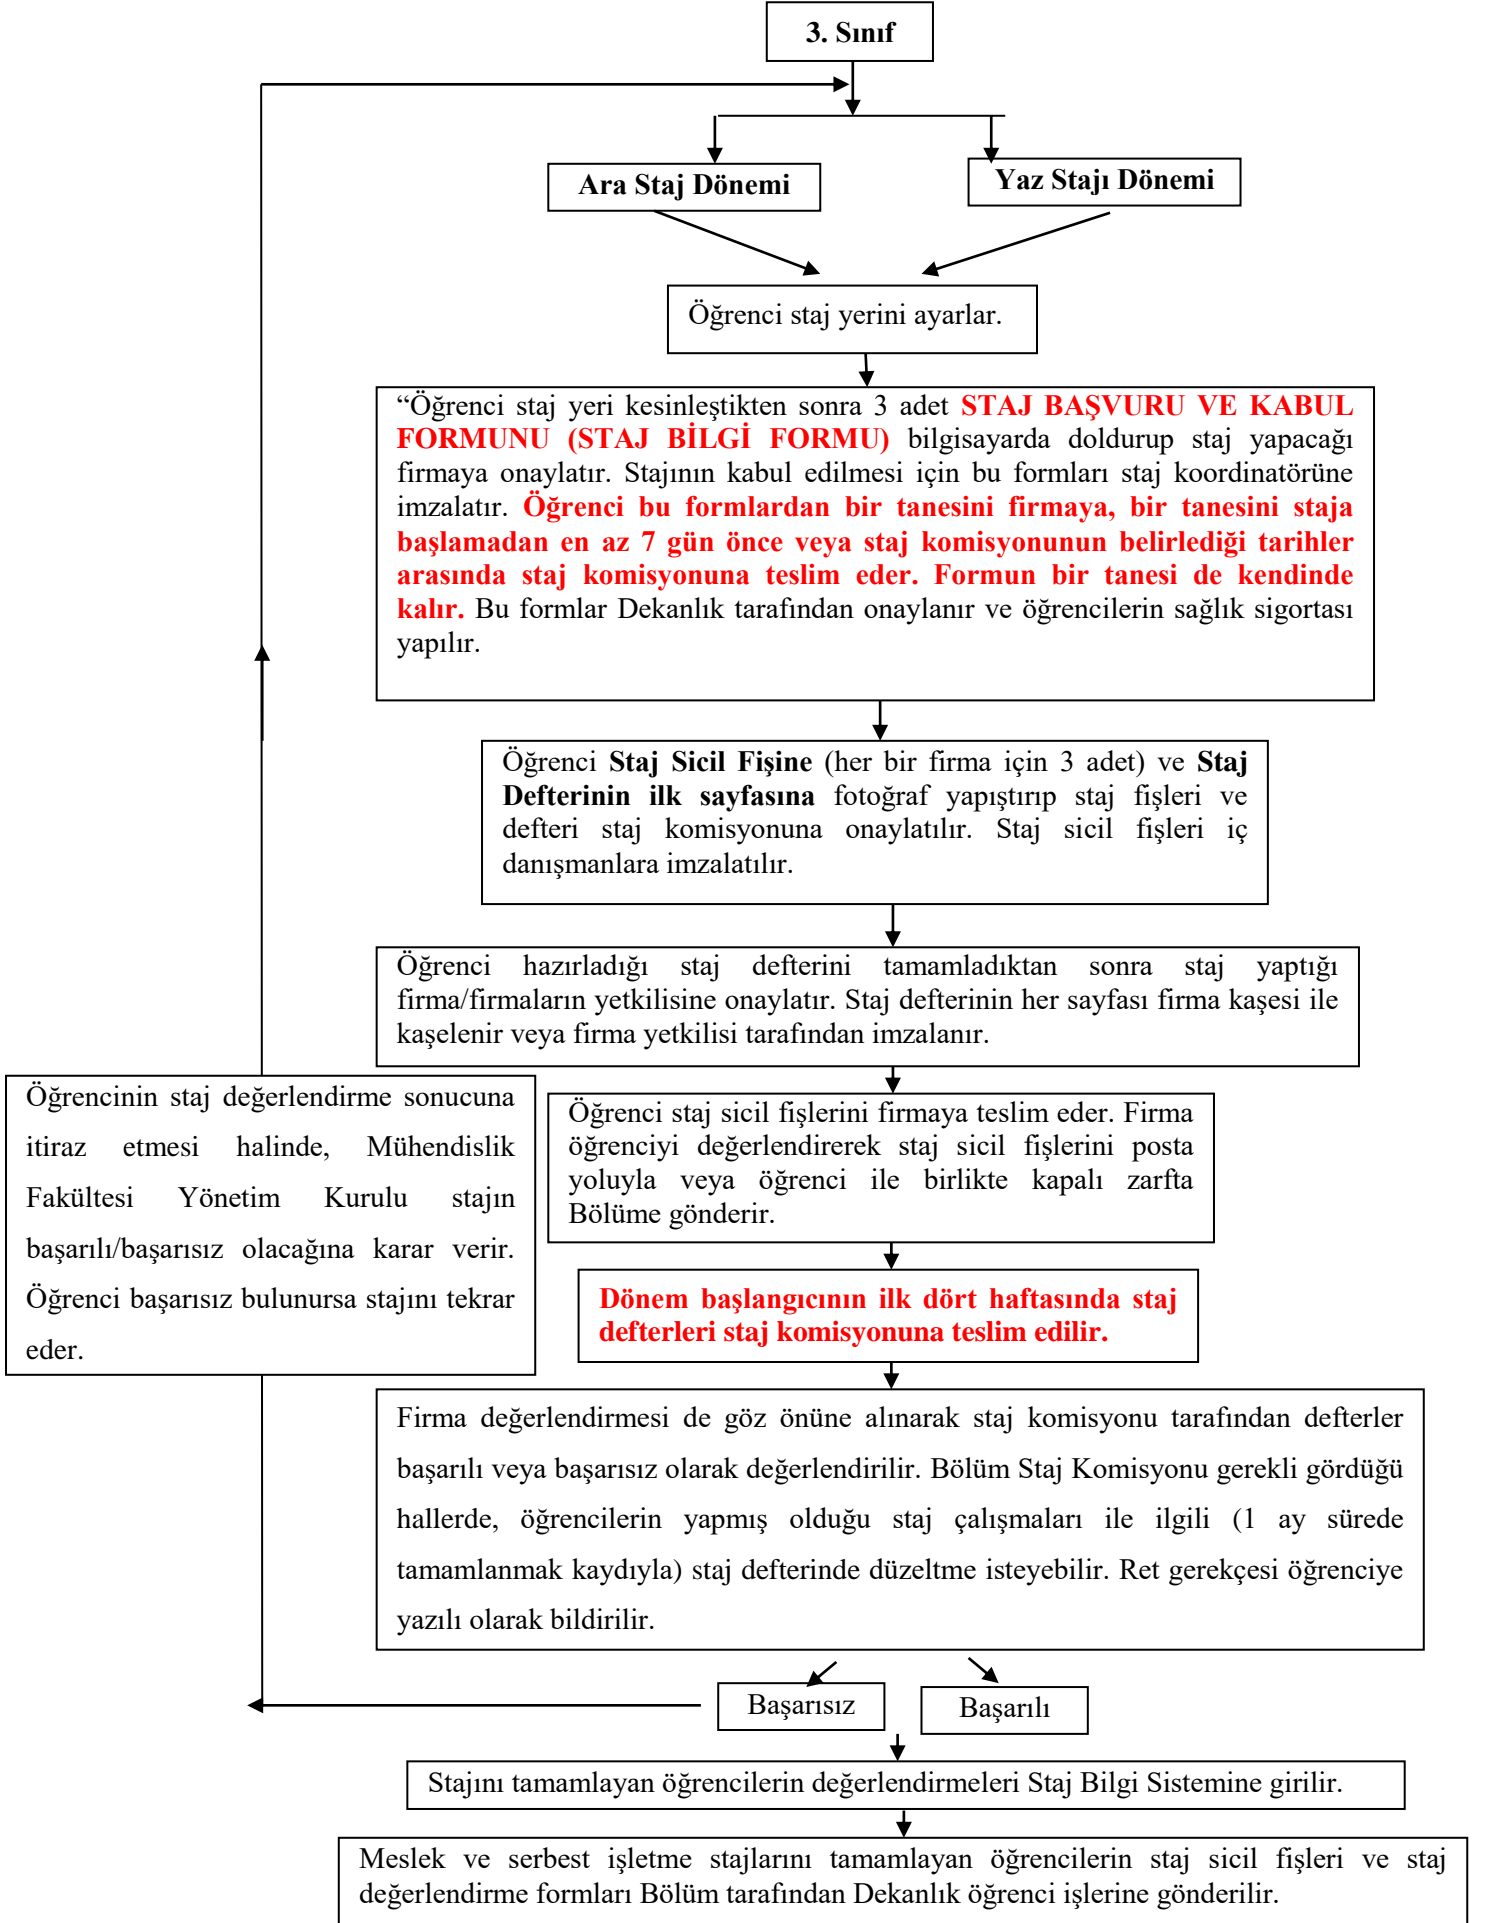 3. Sınıf
Ara Staj Dönemi
Yaz Stajı Dönemi
Öğrenci staj yerini ayarlar.
“Öğrenci staj yeri kesinleştikten sonra 3 adet STAJ BAŞVURU VE KABUL
FORMUNU (STAJ BİLGİ FORMU) bilgisayarda doldurup staj yapacağı
firmaya onaylatır. Stajının kabul edilmesi için bu formları staj koordinatörüne
imzalatır. Öğrenci bu formlardan bir tanesini firmaya, bir tanesini staja
başlamadan en az 7 gün önce veya staj komisyonunun belirlediği tarihler
arasında staj komisyonuna teslim eder. Formun bir tanesi de kendinde
kalır. Bu formlar Dekanlık tarafından onaylanır ve öğrencilerin sağlık sigortası
yapılır.
Öğrenci Staj Sicil Fişine (her bir firma için 3 adet) ve Staj
Defterinin ilk sayfasına fotoğraf yapıştırıp staj fişleri ve
defteri staj komisyonuna onaylatılır. Staj sicil fişleri iç
danışmanlara imzalatılır.
Öğrenci hazırladığı staj defterini tamamladıktan sonra staj yaptığı
firma/firmaların yetkilisine onaylatır. Staj defterinin her sayfası firma kaşesi ile
kaşelenir veya firma yetkilisi tarafından imzalanır.
Öğrencinin staj değerlendirme sonucuna
itiraz etmesi halinde, Mühendislik
Fakültesi Yönetim Kurulu stajın
başarılı/başarısız olacağına karar verir.
Öğrenci başarısız bulunursa stajını tekrar
eder.
Öğrenci staj sicil fişlerini firmaya teslim eder. Firma
öğrenciyi değerlendirerek staj sicil fişlerini posta
yoluyla veya öğrenci ile birlikte kapalı zarfta
Bölüme gönderir.
Dönem başlangıcının ilk dört haftasında staj
defterleri staj komisyonuna teslim edilir.
Firma değerlendirmesi de göz önüne alınarak staj komisyonu tarafından defterler
başarılı veya başarısız olarak değerlendirilir. Bölüm Staj Komisyonu gerekli gördüğü
hallerde, öğrencilerin yapmış olduğu staj çalışmaları ile ilgili (1 ay sürede
tamamlanmak kaydıyla) staj defterinde düzeltme isteyebilir. Ret gerekçesi öğrenciye
yazılı olarak bildirilir.
Başarısız
Başarılı
Stajını tamamlayan öğrencilerin değerlendirmeleri Staj Bilgi Sistemine girilir.
Meslek ve serbest işletme stajlarını tamamlayan öğrencilerin staj sicil fişleri ve staj
değerlendirme formları Bölüm tarafından Dekanlık öğrenci işlerine gönderilir.